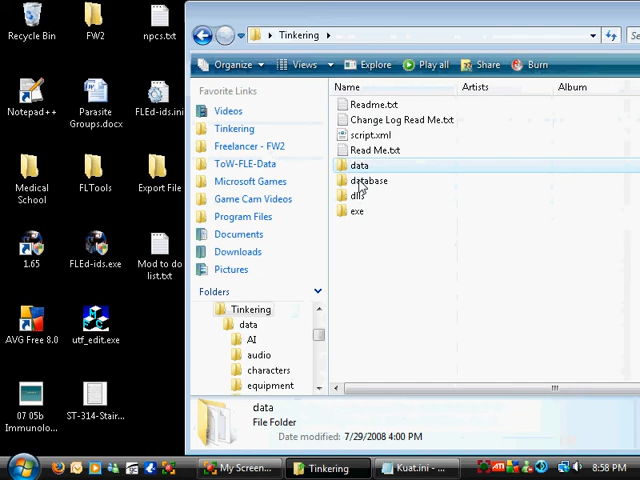 Recycle Bin
FW2
npcs.txt
Notepad++
Parasite
Groups.docx
FLEd-ids.ini
Medical
School
FLTools
Export File
1.65
FLEd-ids.exe
Mod to do
list.txt
AVG Free 8.0
utf_edit.exe
07 05b
Immunolo...
ST-314-Stair...
Tinkering
Se
Organize
Views
Explore
Play all
Share
Burn
Favorite Links
Videos
Tinkering
Freelancer - FW2
ToW-FLE-Data
Microsoft Games
Game Cam Videos
Program Files
Documents
Downloads
Pictures
Folders
Tinkering
data
AI
audio
characters
equipment
Name
Artists
Album
Readme.txt
Change Log Read Me.txt
script.xml
Read Me.txt
data
database
dlls
exe
data
File Folder
Date modified: 7/29/2008 4:00 PM
My Screen...
Tinkering
Kuat.ini - ...
8:58 PM